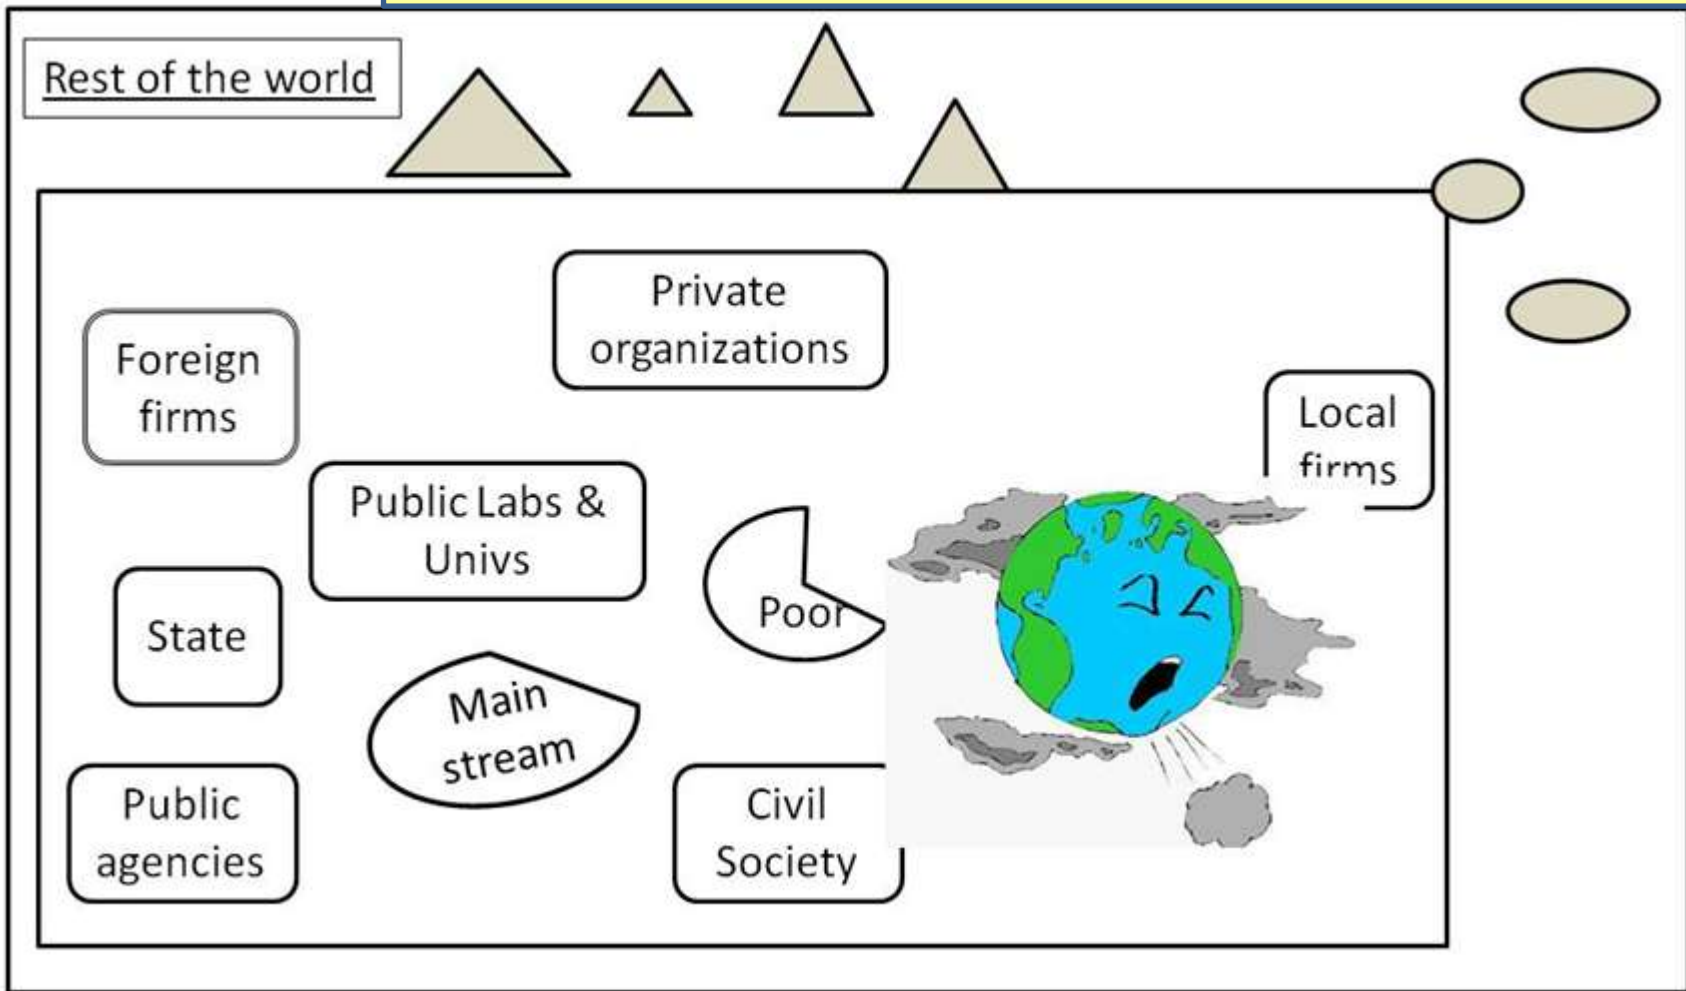 Rest of the world
Private
organizations
Foreign
firms
Local
firms
Public Labs &
Univs
Poor
State
Main
stream
Public
agencies
Civil
Society